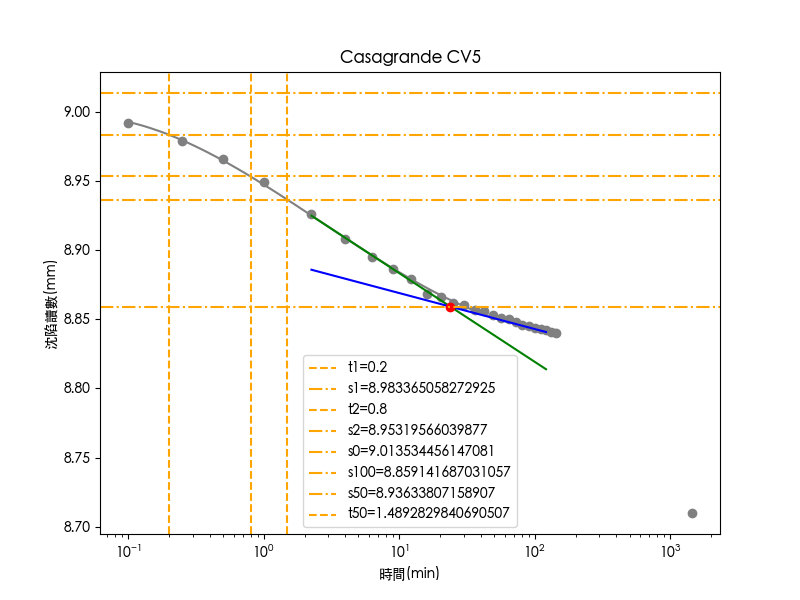 Casagrande CV5
沈陷讀數(mm)
9.00
8.95
8.90
8.85
8.80
8.75
8.70
t1=0.2
s1=8.983365058272925
t2=0.8
s2=8.95319566039877
s0=9.013534456147081
s100=8.859141687031057
s50=8.93633807158907
t50=1.4892829840690507
10⁻¹ 10⁰ 10¹ 10² 10³
時間(min)